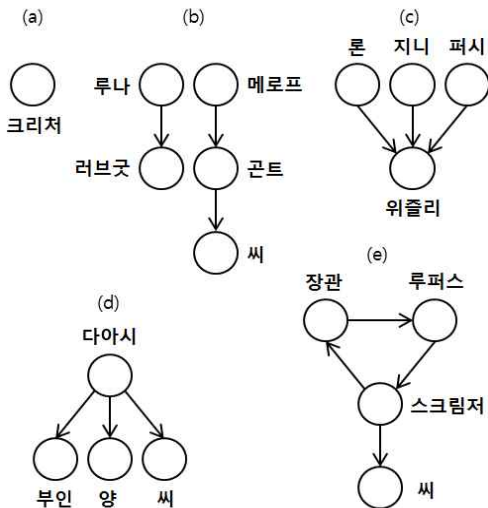 (a)
크리처
(b)
루나
메로프
러브굿
곤트
씨
(c)
론 지니 퍼시
위즐리
(d)
다아시
부인 양 씨
(e)
장관 루퍼스
스크림저
씨